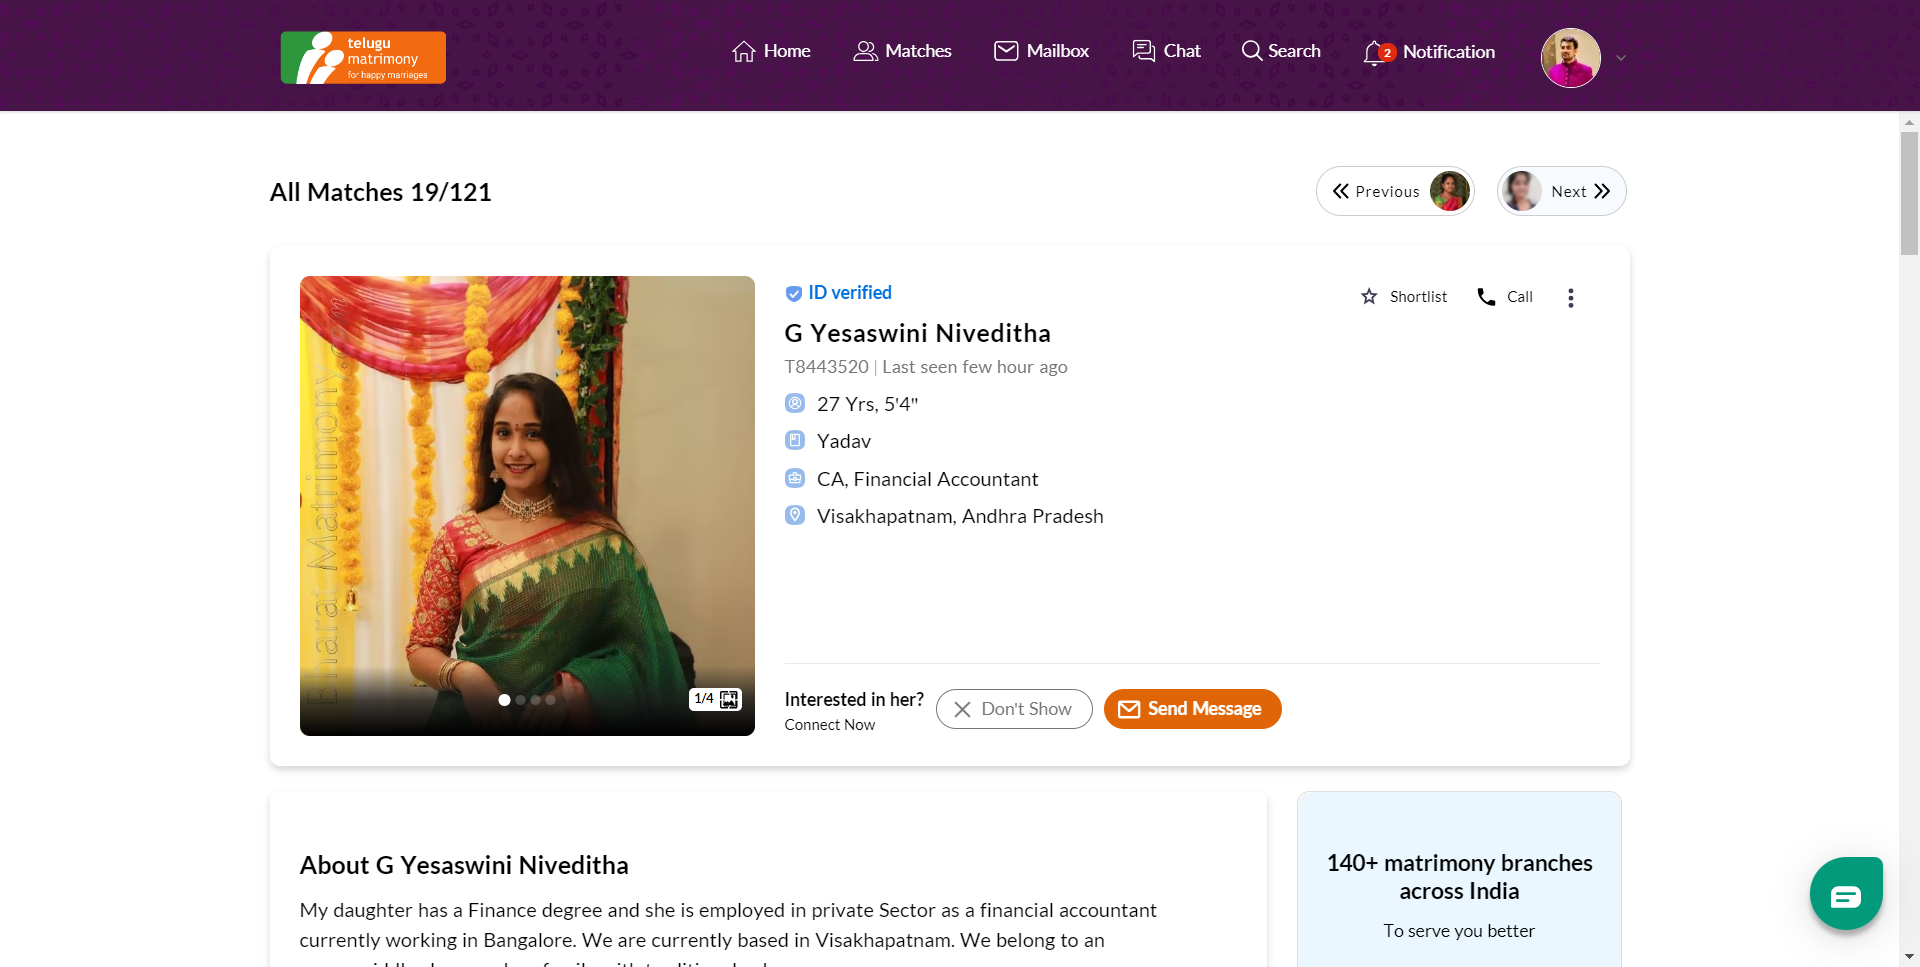 telugu
matrimony
for happy marriages
Home
Matches
Mailbox
Chat
Search
2
Notification
All Matches 19/121
Previous
Next
Bharat Matrimony.com
1/4
ID verified
Shortlist
Call
G Yesaswini Niveditha
T8443520 | Last seen few hour ago
27 Yrs, 5'4"
Yadav
CA, Financial Accountant
Visakhapatnam, Andhra Pradesh
Interested in her?
Connect Now
Don't Show
Send Message
About G Yesaswini Niveditha
My daughter has a Finance degree and she is employed in private Sector as a financial accountant
currently working in Bangalore. We are currently based in Visakhapatnam. We belong to an
140+ matrimony branches
across India
To serve you better